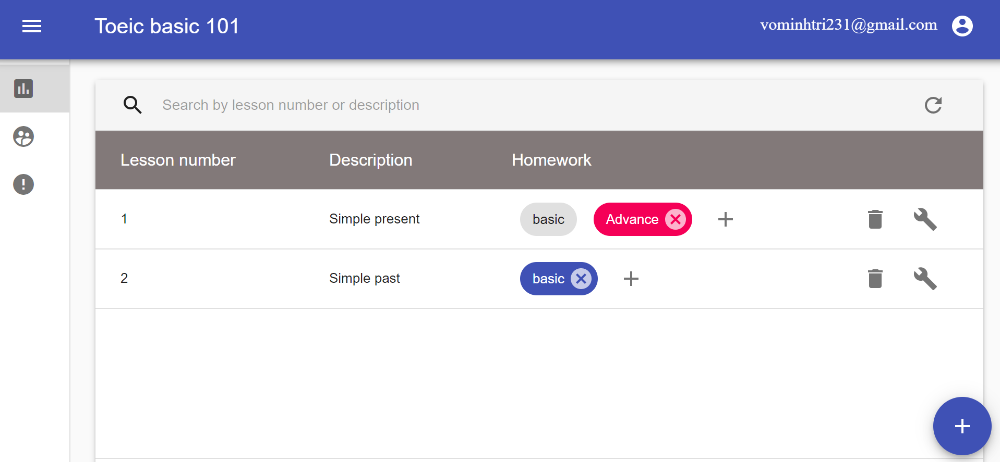 Toeic basic 101
vominhtri231@gmail.com
Search by lesson number or description
Lesson number Description Homework
1 Simple present basic Advance
2 Simple past basic